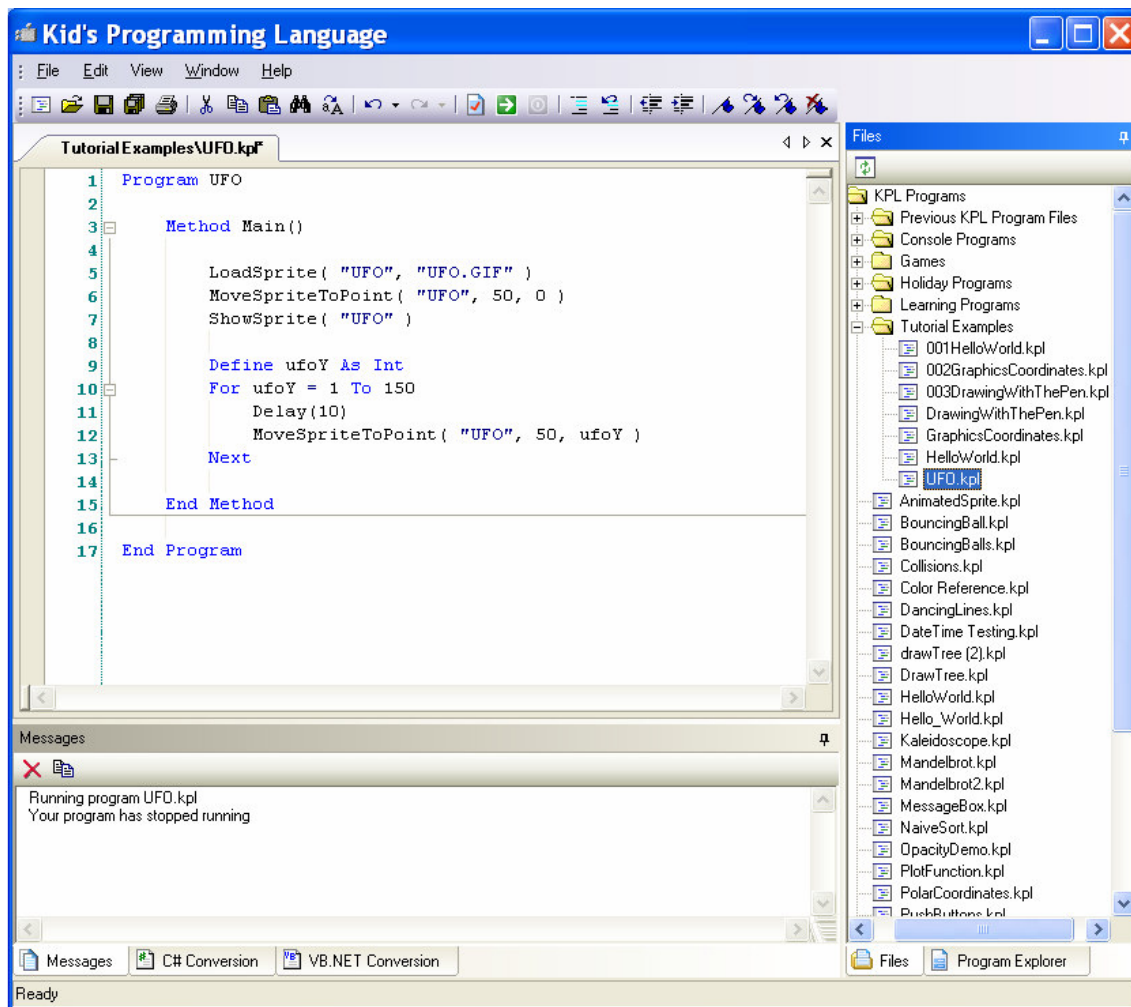 Kid's Programming Language
File Edit View Window Help
Tutorial Examples\UFO.kpl*
1 Program UFO
2
3 Method Main()
4
5 LoadSprite( "UFO", "UFO.GIF" )
6 MoveSpriteToPoint( "UFO", 50, 0 )
7 ShowSprite( "UFO" )
8
9 Define ufoY As Int
10 For ufoY = 1 To 150
11 Delay(10)
12 MoveSpriteToPoint( "UFO", 50, ufoY )
13 Next
14
15 End Method
16
17 End Program
Messages
Running program UFO.kpl
Your program has stopped running
Messages C# Conversion VB.NET Conversion
Ready
Files
KPL Programs
Previous KPL Program Files
Console Programs
Games
Holiday Programs
Learning Programs
Tutorial Examples
001HelloWorld.kpl
002GraphicsCoordinates.kpl
003DrawingWithThePen.kpl
DrawingWithThePen.kpl
GraphicsCoordinates.kpl
HelloWorld.kpl
UFO.kpl
AnimatedSprite.kpl
BouncingBall.kpl
BouncingBalls.kpl
Collisions.kpl
Color Reference.kpl
DancingLines.kpl
DateTime Testing.kpl
drawTree (2).kpl
DrawTree.kpl
HelloWorld.kpl
Hello_World.kpl
Kaleidoscope.kpl
Mandelbrot.kpl
Mandelbrot2.kpl
MessageBox.kpl
NaiveSort.kpl
OpacityDemo.kpl
PlotFunction.kpl
PolarCoordinates.kpl
PushButtons.kpl
Files Program Explorer